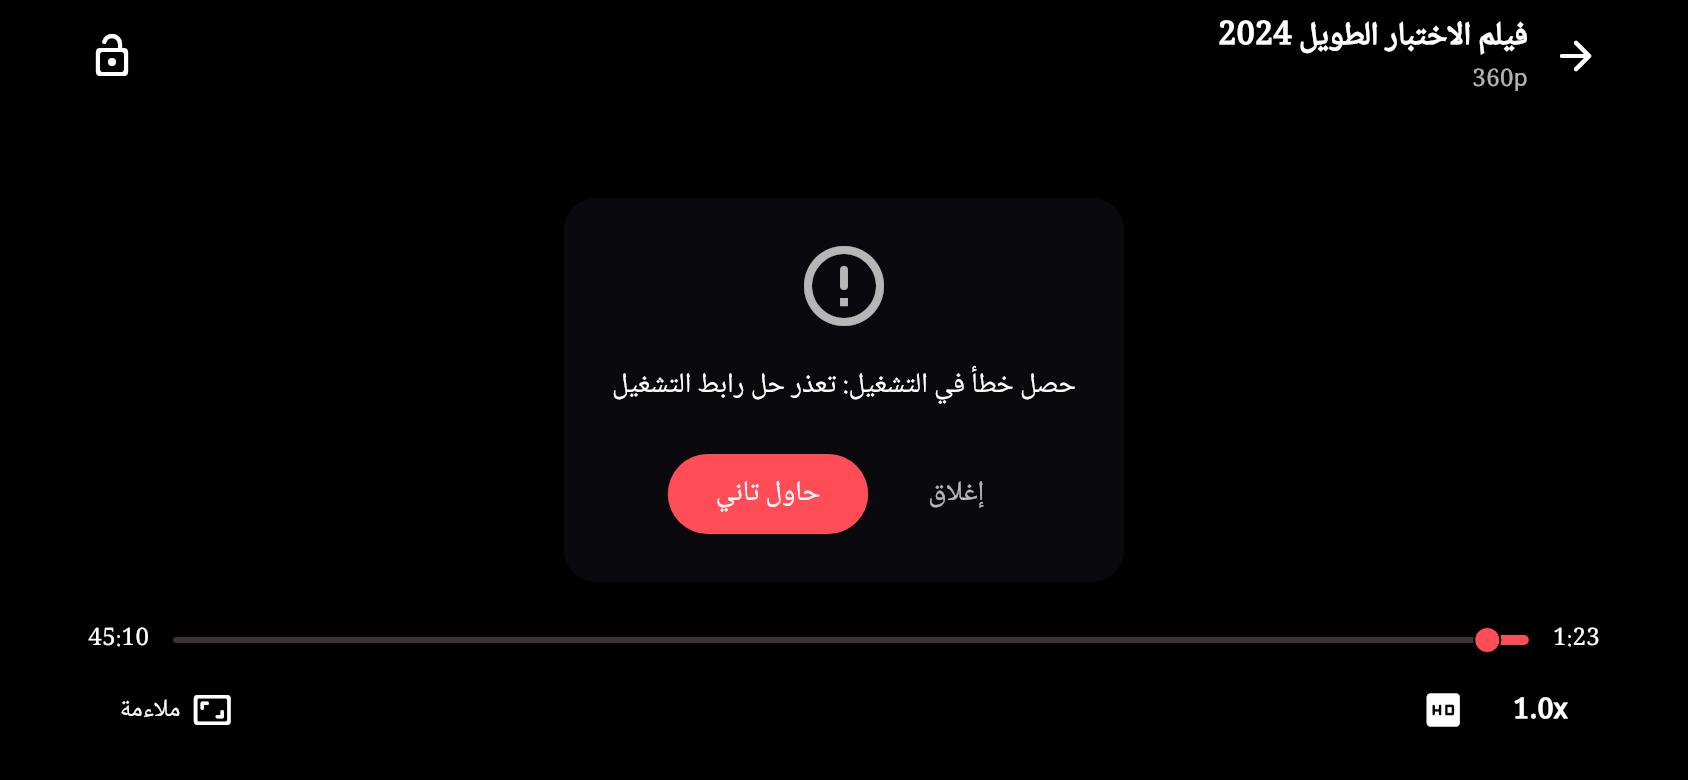 فيلم الاختبار الطويل 2024
360p
حصل خطأ في التشغيل: تعذر حل رابط التشغيل
إغلاق
حاول تاني
1:23
45:10
1.0x
HD
ملاءمة